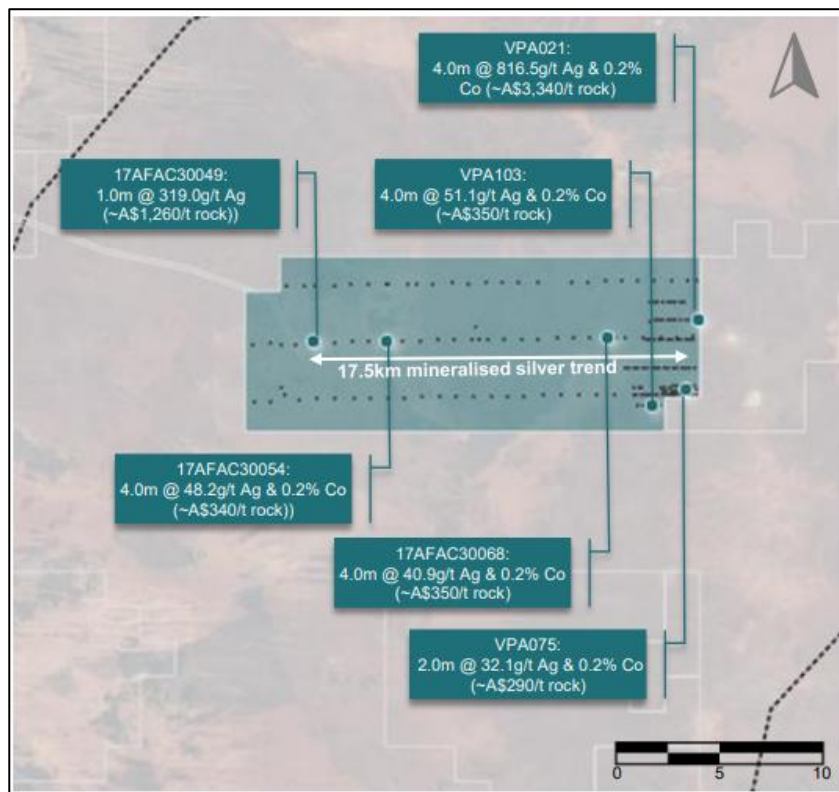 VPA021:
4.0m @ 816.5g/t Ag & 0.2%
Co (~A$3,340/t rock)
17AFAC30049:
1.0m @ 319.0g/t Ag
(~A$1,260/t rock))
VPA103:
4.0m @ 51.1g/t Ag & 0.2% Co
(~A$350/t rock)
17.5km mineralised silver trend
17AFAC30054:
4.0m @ 48.2g/t Ag & 0.2% Co
(~A$340/t rock))
17AFAC30068:
4.0m @ 40.9g/t Ag & 0.2% Co
(~A$350/t rock)
VPA075:
2.0m @ 32.1g/t Ag & 0.2% Co
(~A$290/t rock)
0 5 10